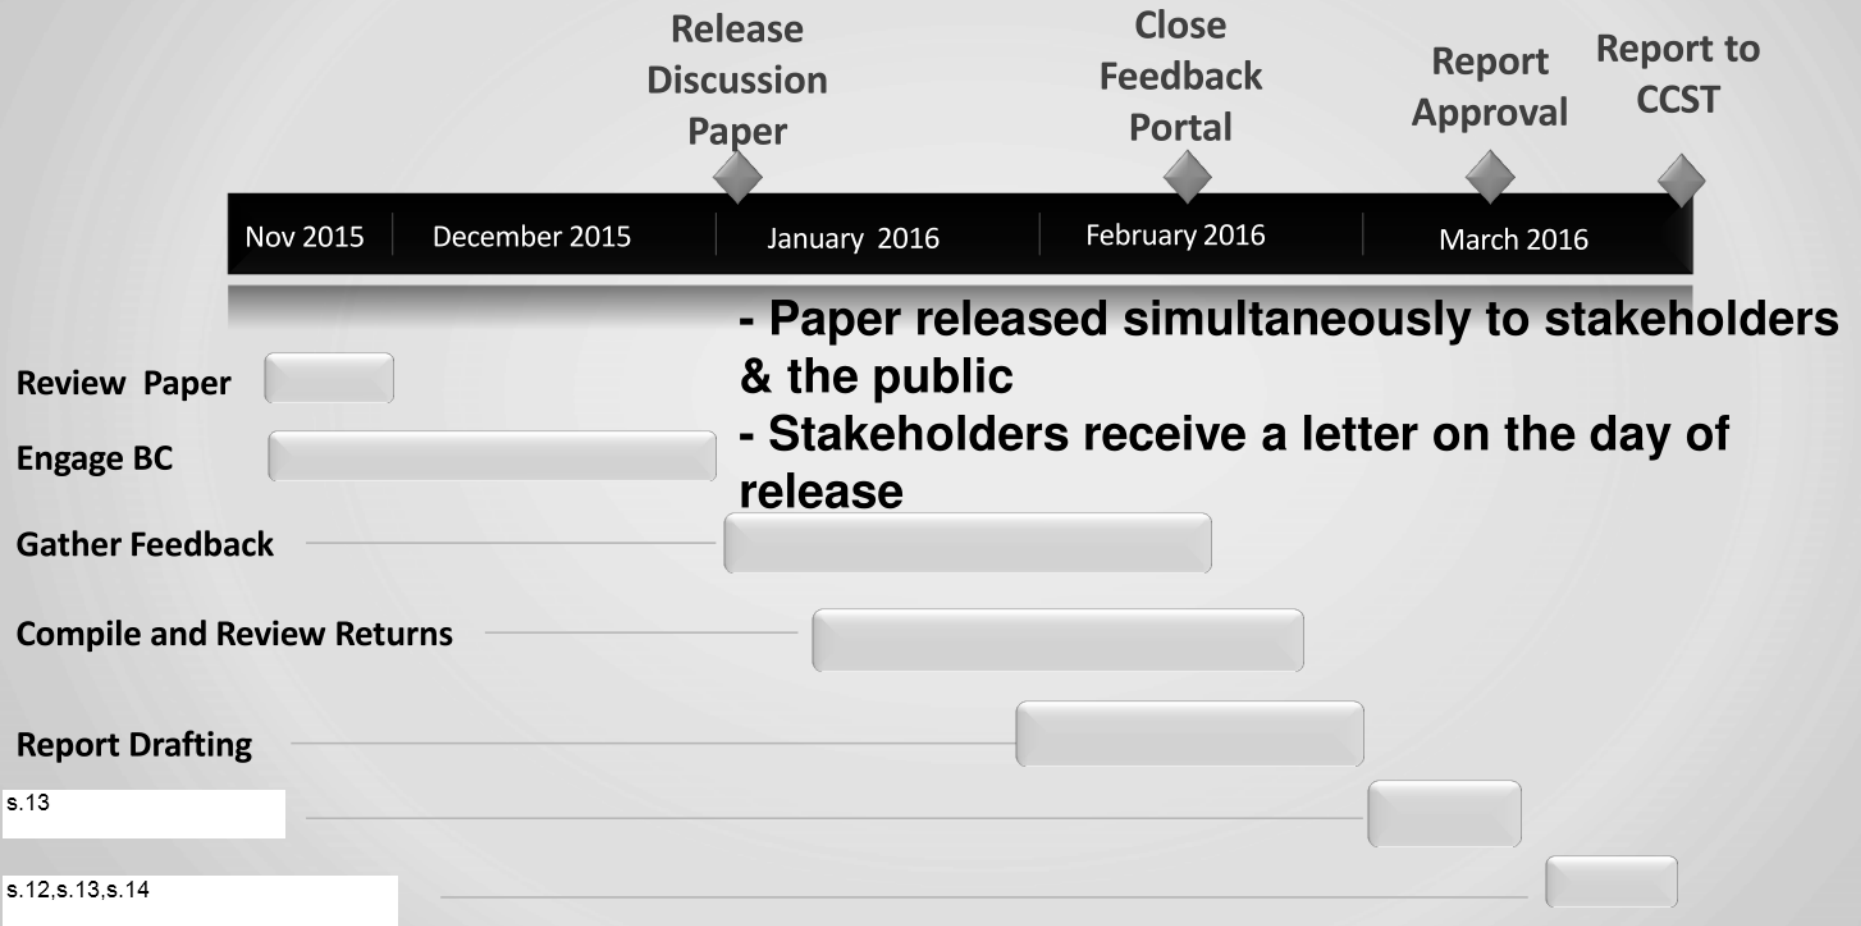 Release
Discussion
Paper
Close
Feedback
Portal
Report
Approval
Report to
CCST
Nov 2015
December 2015
January 2016
February 2016
March 2016
- Paper released simultaneously to stakeholders
& the public
- Stakeholders receive a letter on the day of
release
Review Paper
Engage BC
Gather Feedback
Compile and Review Returns
Report Drafting
s.13
s.12,s.13,s.14